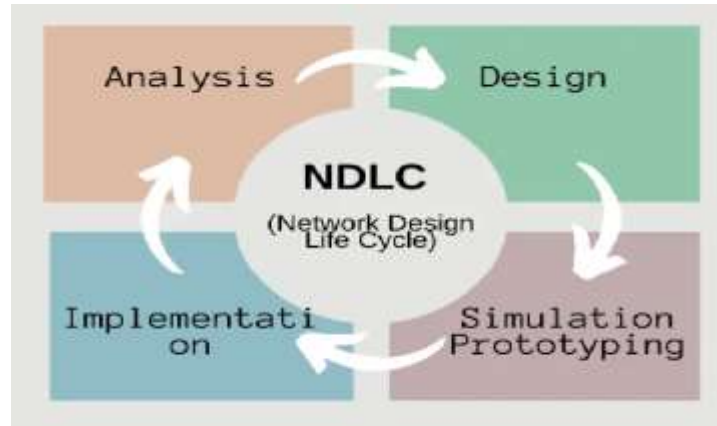 Analysis
Design
NDLC
(Network Design
Life Cycle)
Implementati
on
Simulation
Prototyping